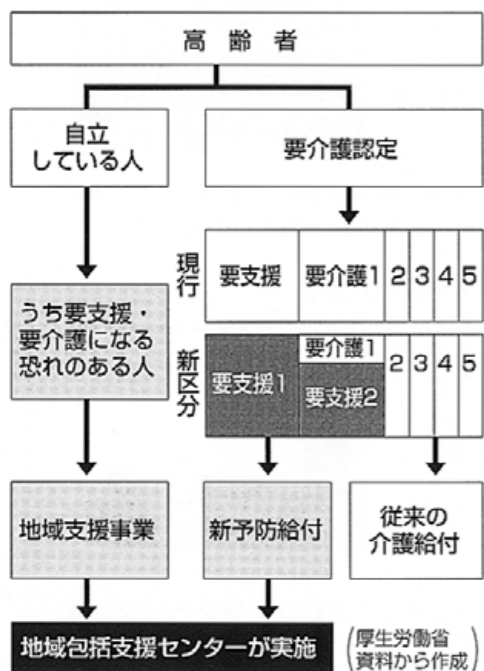 高齢者
自立
している人
要介護認定
現行
要支援
要介護1
2
3
4
5
うち要支援・
要介護になる
恐れのある人
新区分
要支援1
要介護1
要支援2
2
3
4
5
地域支援事業
新予防給付
従来の
介護給付
地域包括支援センターが実施
(厚生労働省
資料から作成)